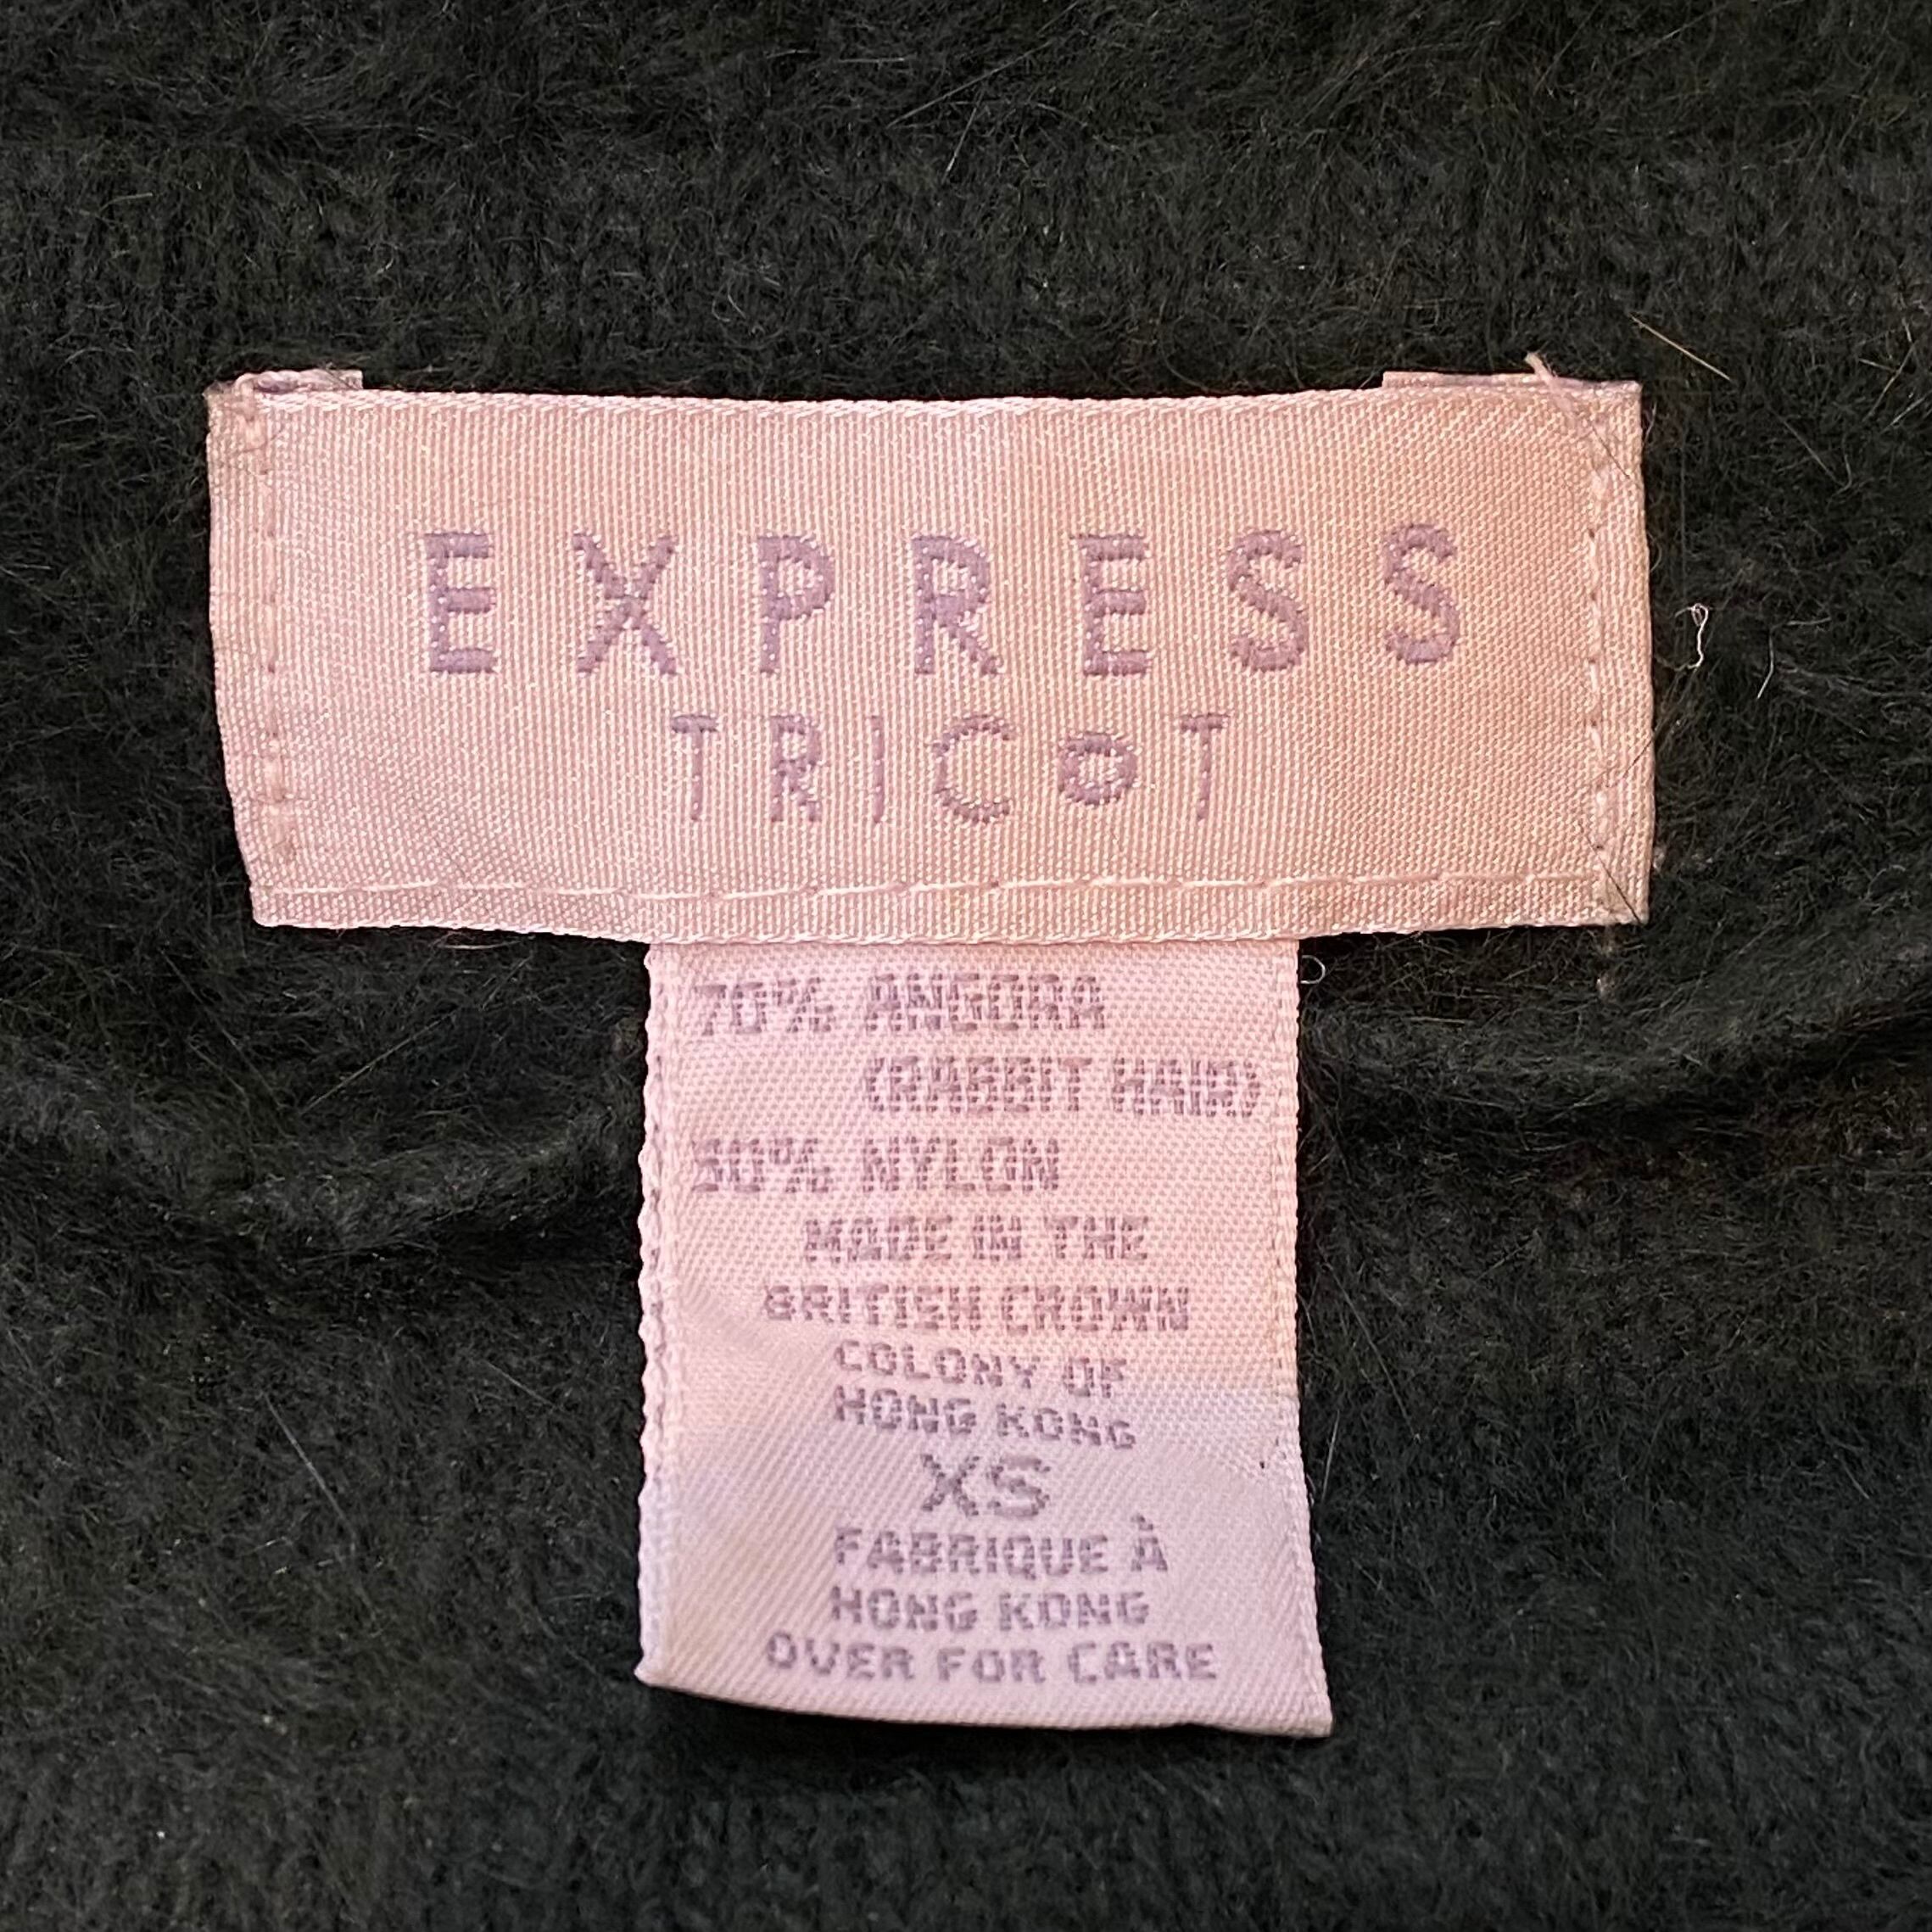 EXPRESS
TRICOT
70% ANGORA
(RABBIT HAIR)
30% NYLON
MADE IN THE
BRITISH CROWN
COLONY OF
HONG KONG
XS
FABRIQUE À
HONG KONG
OVER FOR CARE